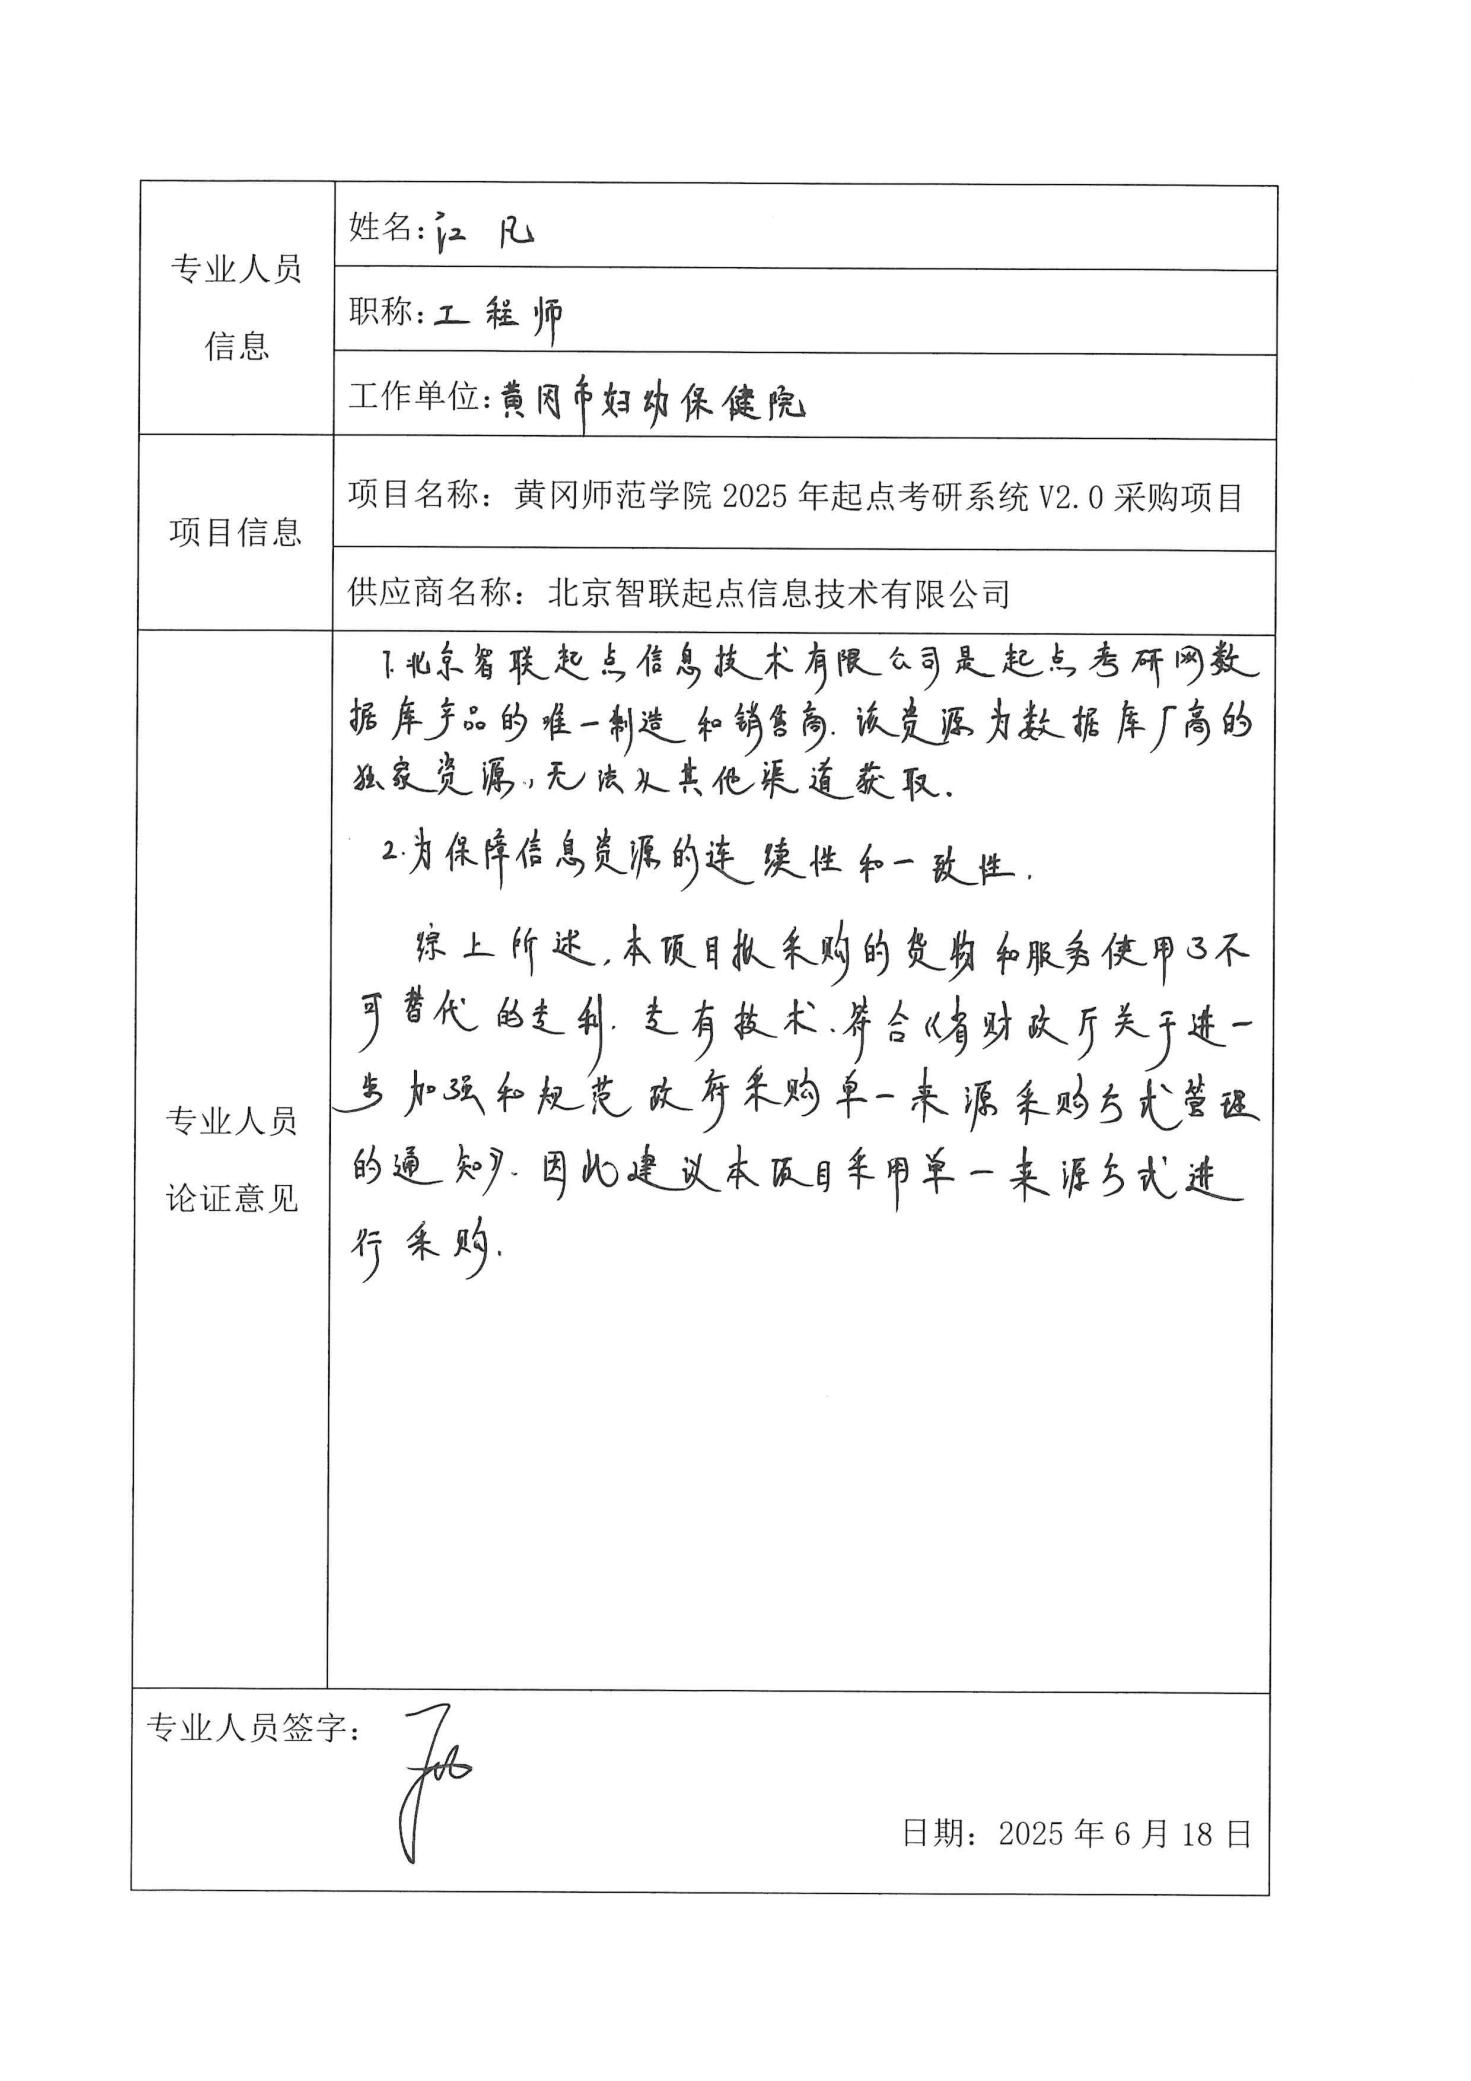 专业人员
信息
姓名:江凡
职称:工程师
工作单位:黄冈市妇幼保健院
项目信息
项目名称：黄冈师范学院2025年起点考研系统V2.0采购项目
供应商名称：北京智联起点信息技术有限公司
专业人员
论证意见
1.北京智联起点信息技术有限公司是起点考研网数
据库产品的唯一制造和销售商.该资源为数据库厂商的
独家资源,无法从其他渠道获取.
2.为保障信息资源的连续性和一致性.
综上所述,本项目拟采购的货物和服务使用了不
可替代的专利.专有技术.符合《省财政厅关于进一
步加强和规范政府采购单一来源采购方式管理
的通知》.因此建议本项目采用单一来源方式进
行采购.
专业人员签字：
日期：2025年6月18日